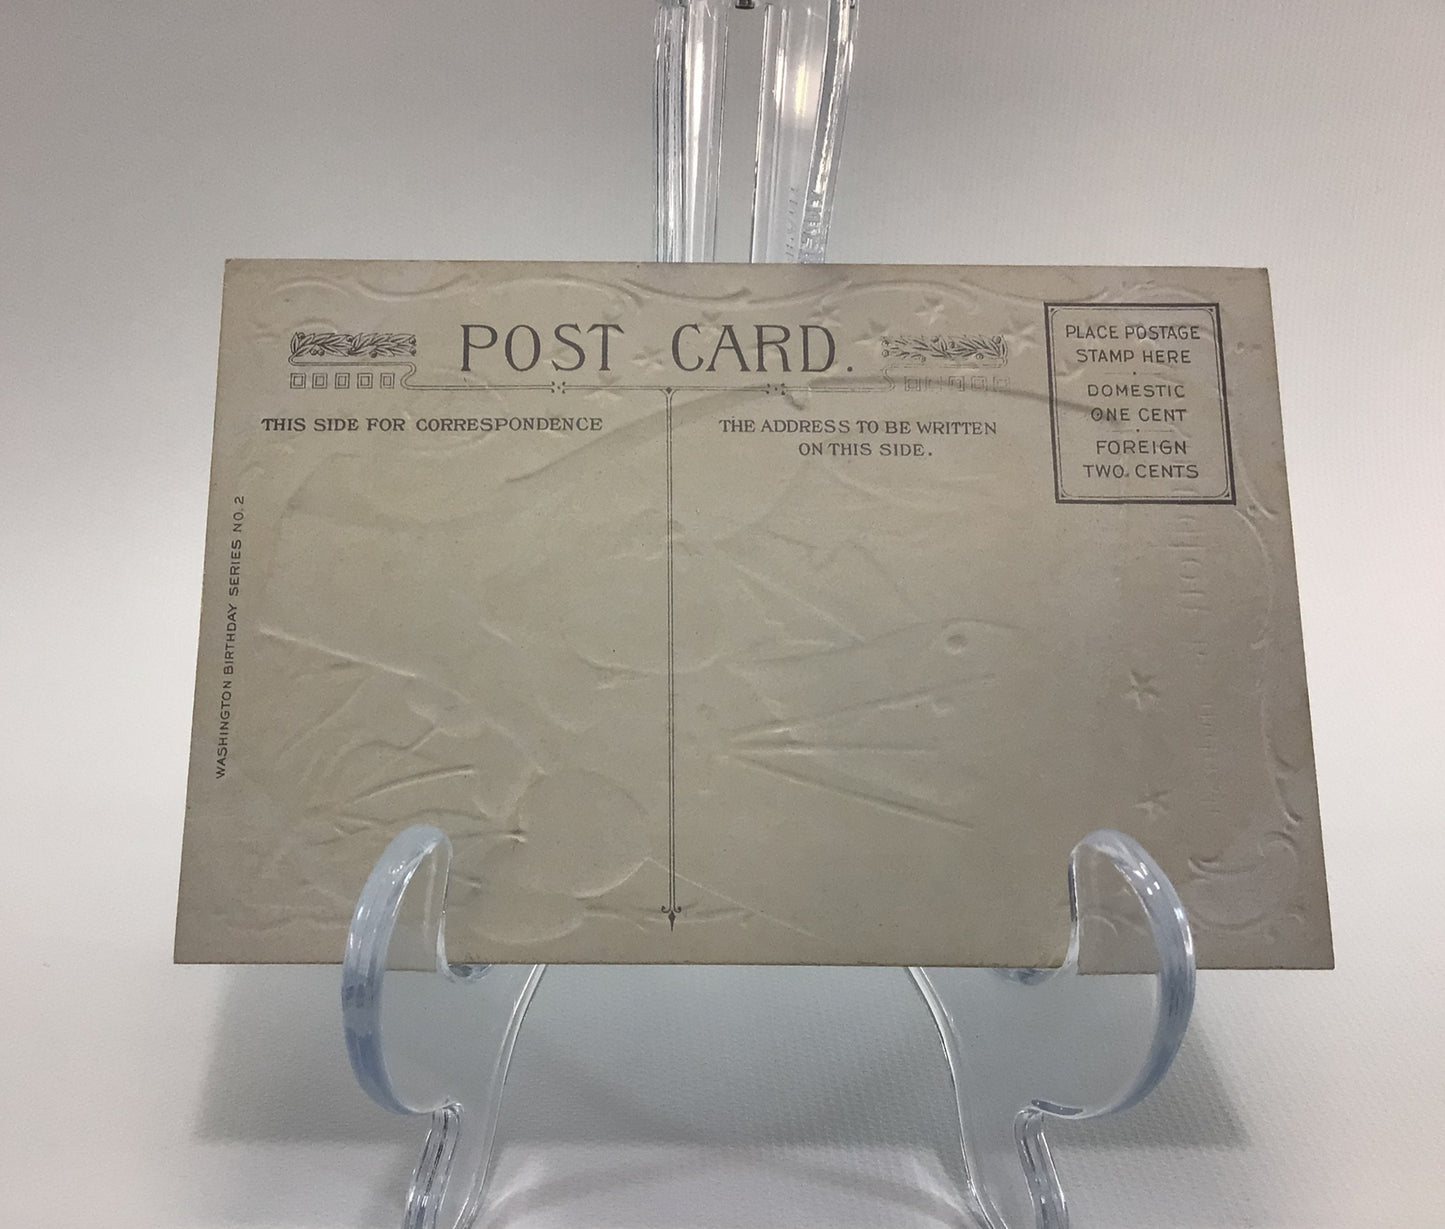 POST CARD.
THIS SIDE FOR CORRESPONDENCE
THE ADDRESS TO BE WRITTEN
ON THIS SIDE.
PLACE POSTAGE
STAMP HERE
DOMESTIC
ONE CENT
FOREIGN
TWO CENTS
WASHINGTON BIRTHDAY SERIES NO. 2